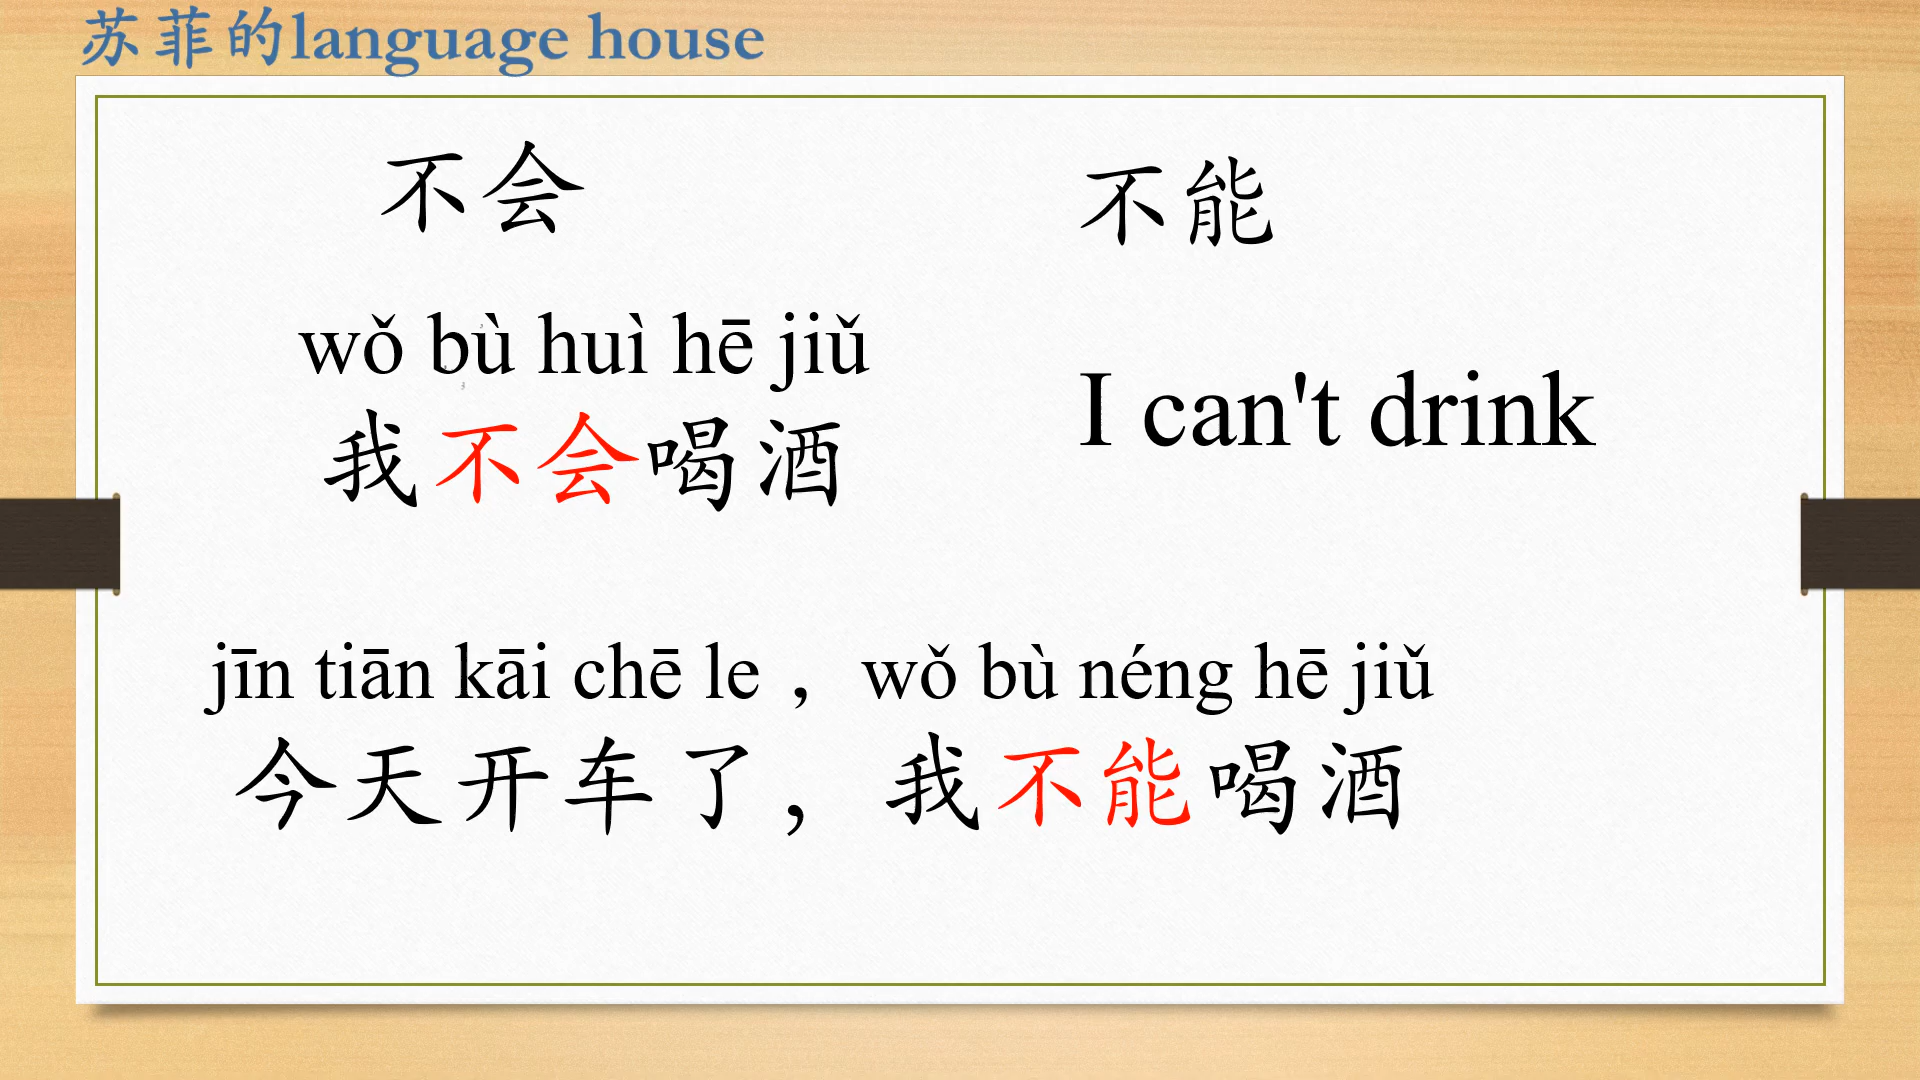 苏菲的language house
不会
不能
wǒ bù huì hē jiǔ
我不会喝酒
I can't drink
jīn tiān kāi chē le ，wǒ bù néng hē jiǔ
今天开车了，我不能喝酒